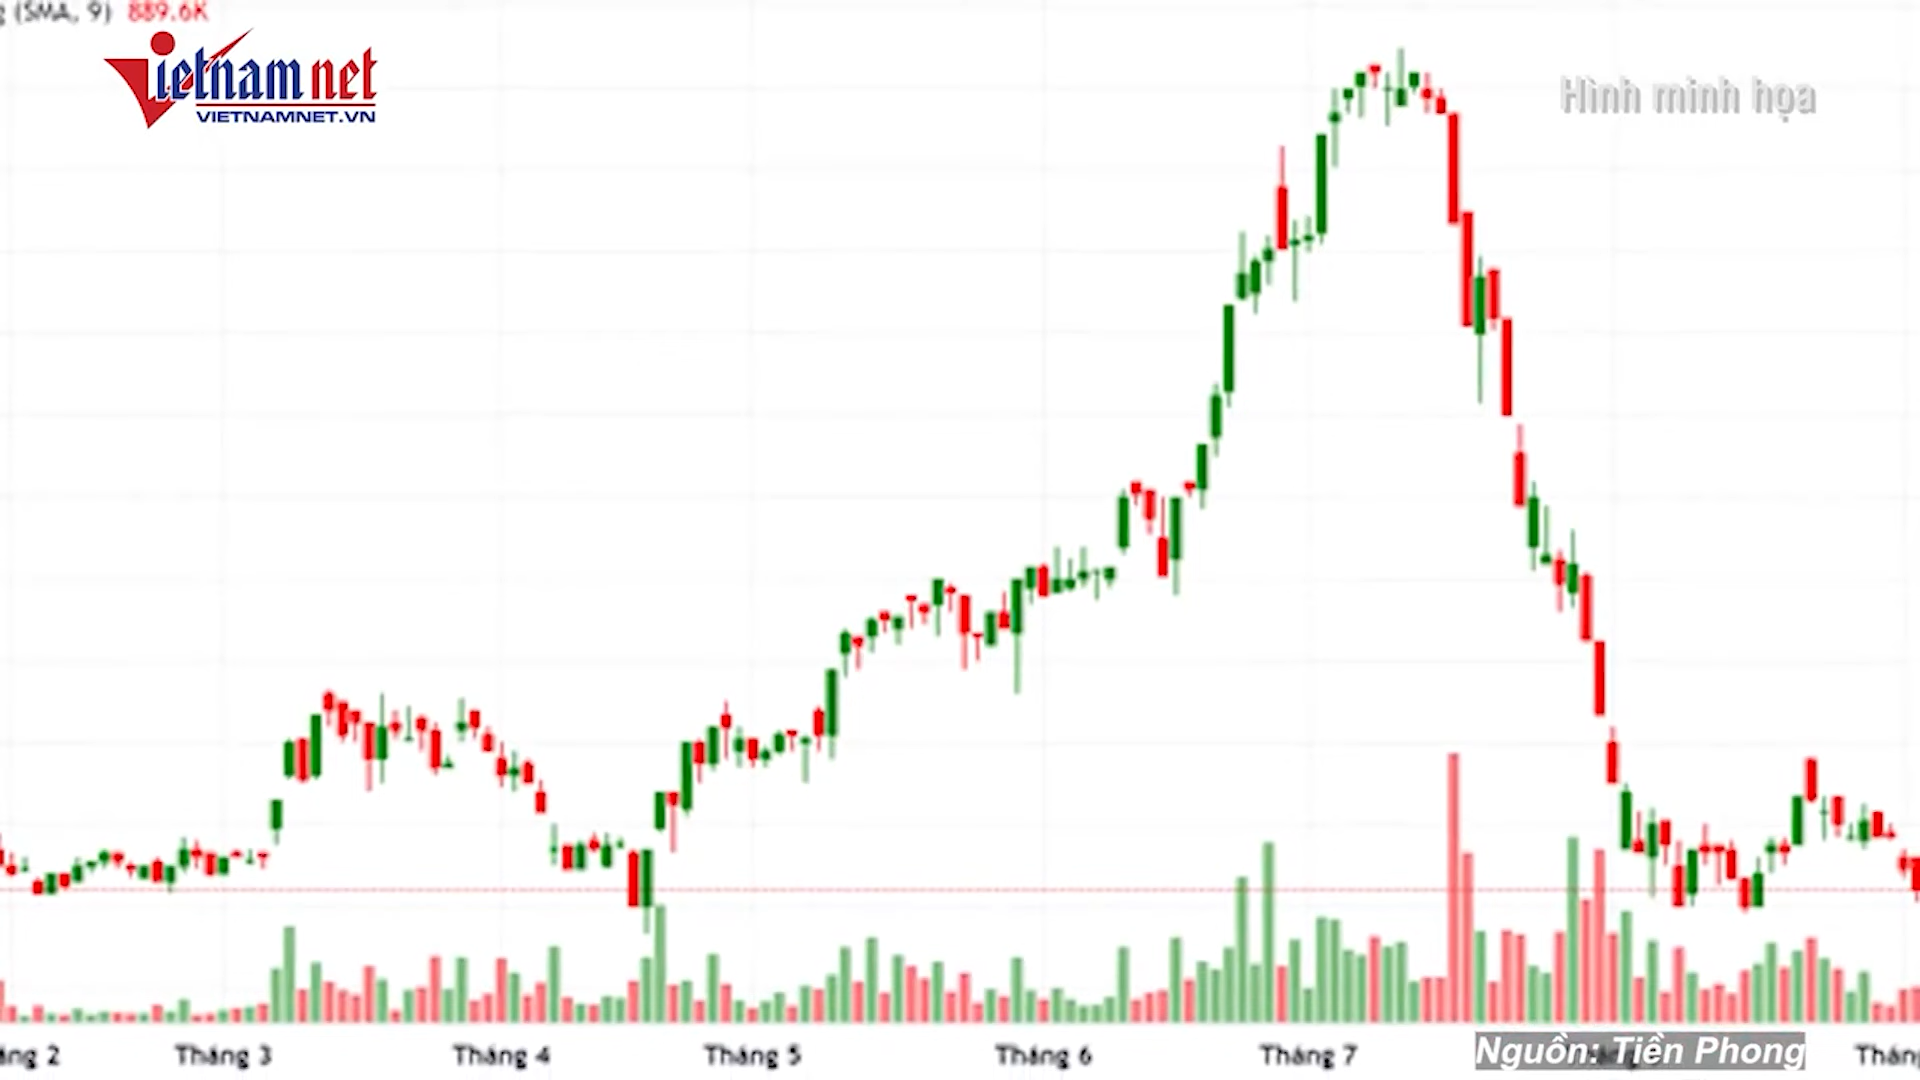 (SMA, 9) 889.6K
Vietnamnet
VIETNAMNET.VN
Hình minh họa
Tháng 3 Tháng 4 Tháng 5 Tháng 6 Tháng 7
Nguồn: Tiền Phong